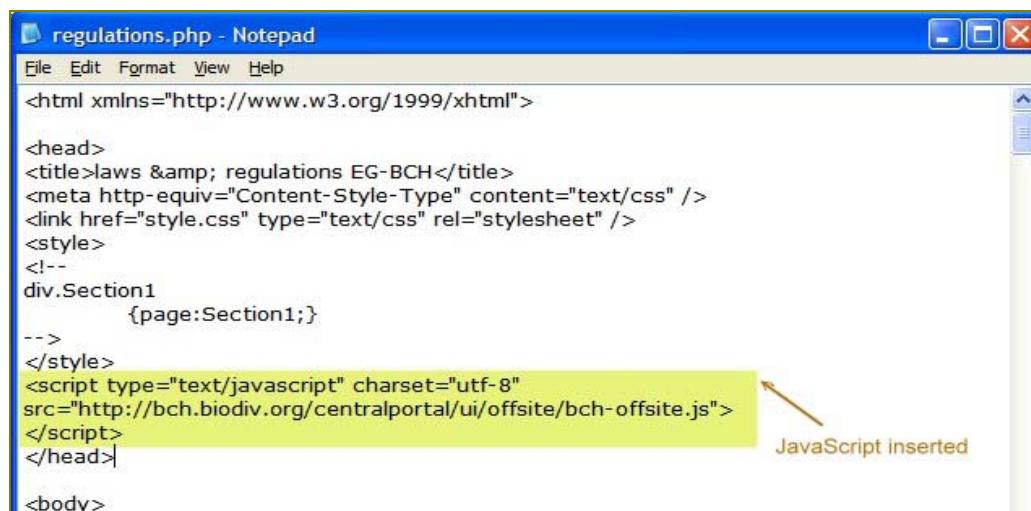 regulations.php - Notepad
File Edit Format View Help
<html xmlns="http://www.w3.org/1999/xhtml">
<head>
<title>laws &amp; regulations EG-BCH</title>
<meta http-equiv="Content-Style-Type" content="text/css" />
<link href="style.css" type="text/css" rel="stylesheet" />
<style>
<!--
div.Section1
{page:Section1;}
-->
</style>
<script type="text/javascript" charset="utf-8"
src="http://bch.biodiv.org/centralportal/ui/offsite/bch-offsite.js">
</script>
JavaScript inserted
</head>
<body>